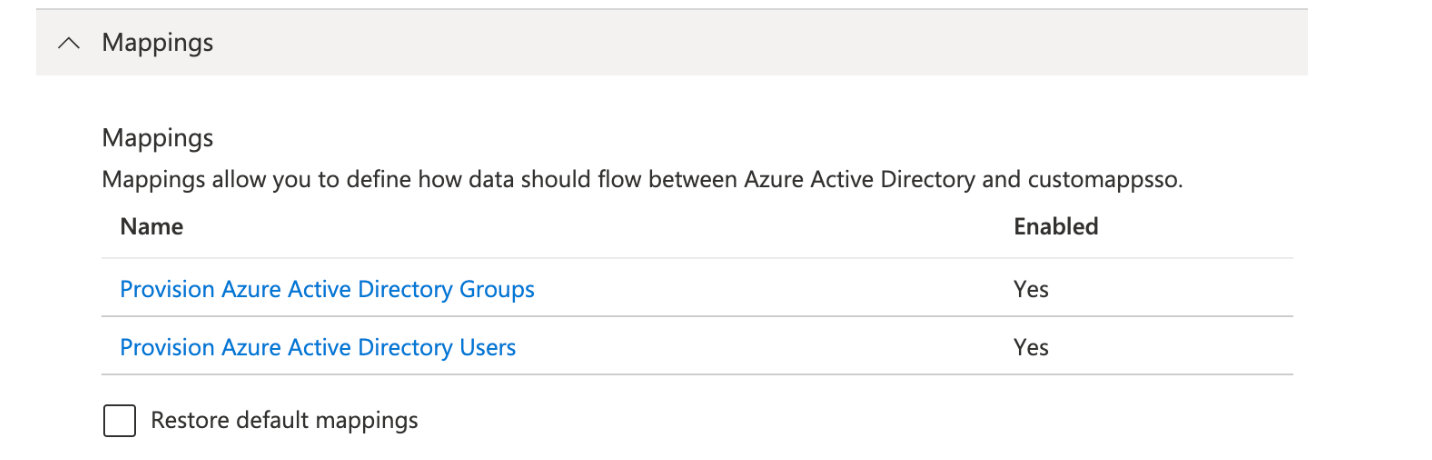 Mappings
Mappings
Mappings allow you to define how data should flow between Azure Active Directory and customappsso.
Name Enabled
Provision Azure Active Directory Groups Yes
Provision Azure Active Directory Users Yes
Restore default mappings